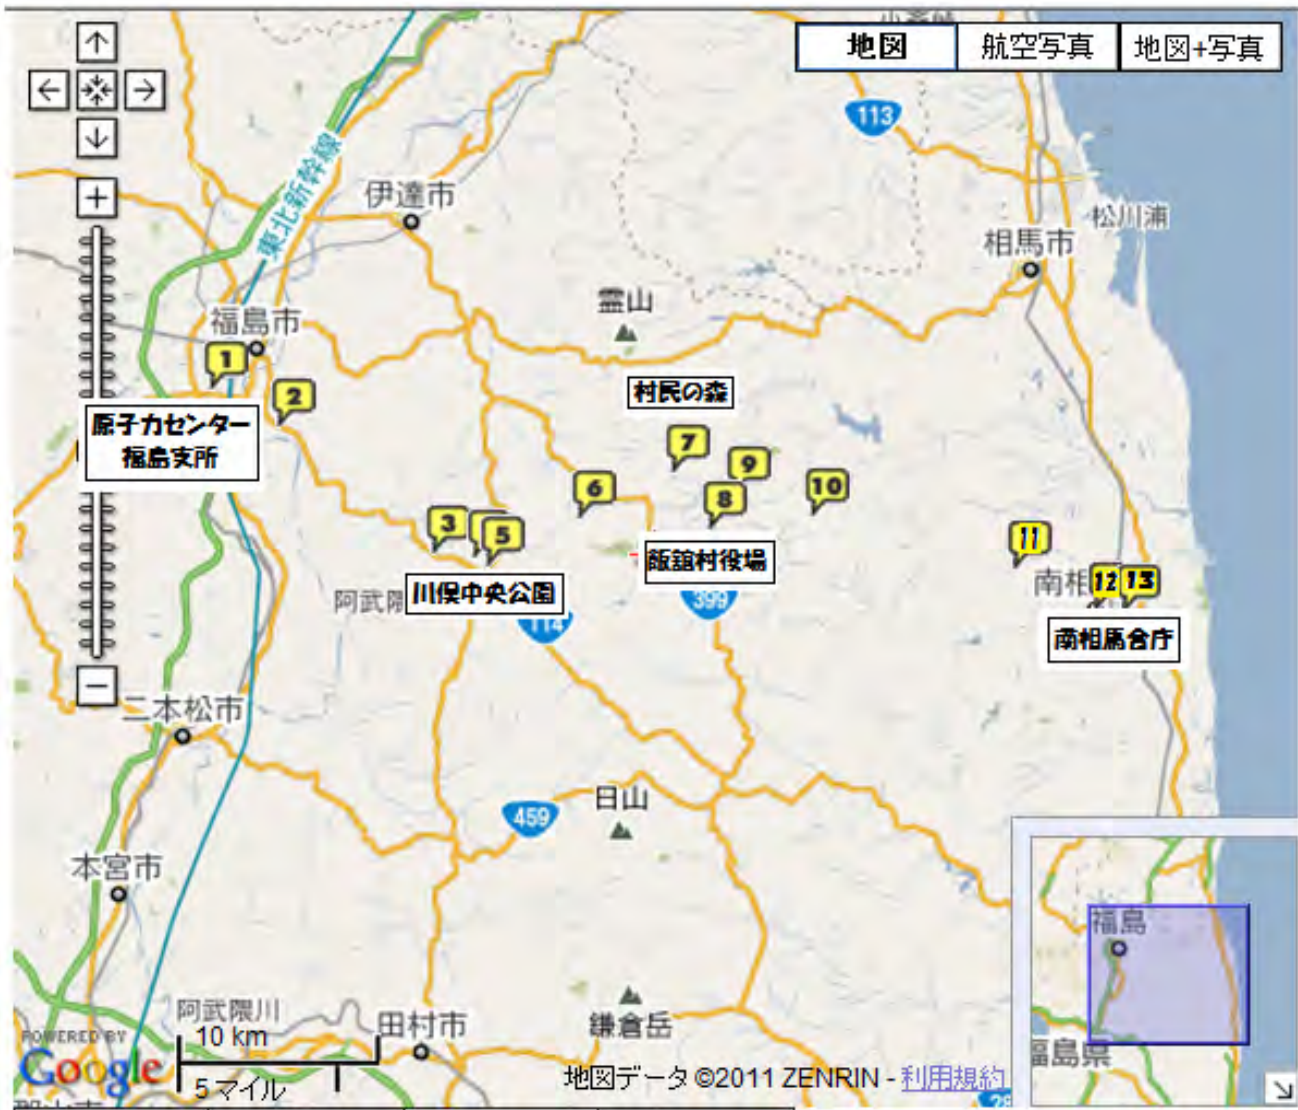 地図
航空写真
地図+写真
113
東北新幹線
伊達市
松川浦
相馬市
霊山
福島市
1
2
村民の森
原子力センター
福島支所
7
9
6
8
10
3
5
11
飯舘村役場
川俣中央公園
阿武隈
南相
12
13
399
114
南相馬合庁
二本松市
日山
459
本宮市
福島
阿武隈川
10 km
田村市
鎌倉岳
福島県
POWERED BY
Google
5 マイル
地図データ ©2011 ZENRIN - 利用規約